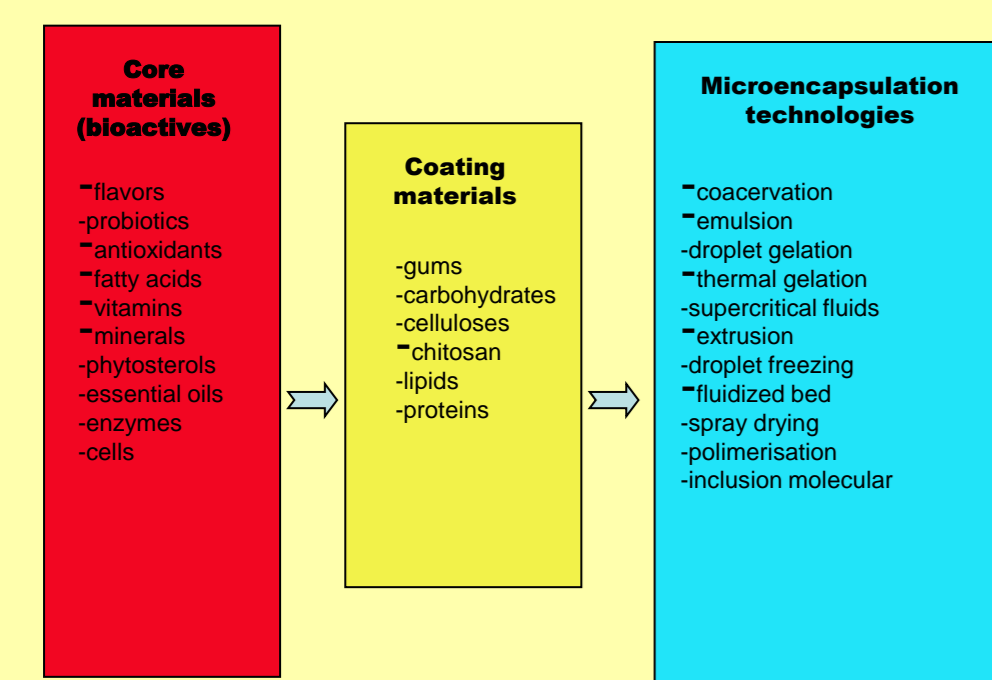 Core
materials
(bioactives)
-flavors
-probiotics
-antioxidants
-fatty acids
-vitamins
-minerals
-phytosterols
-essential oils
-enzymes
-cells
Coating
materials
-gums
-carbohydrates
-celluloses
-chitosan
-lipids
-proteins
Microencapsulation
technologies
-coacervation
-emulsion
-droplet gelation
-thermal gelation
-supercritical fluids
-extrusion
-droplet freezing
-fluidized bed
-spray drying
-polimerisation
-inclusion molecular